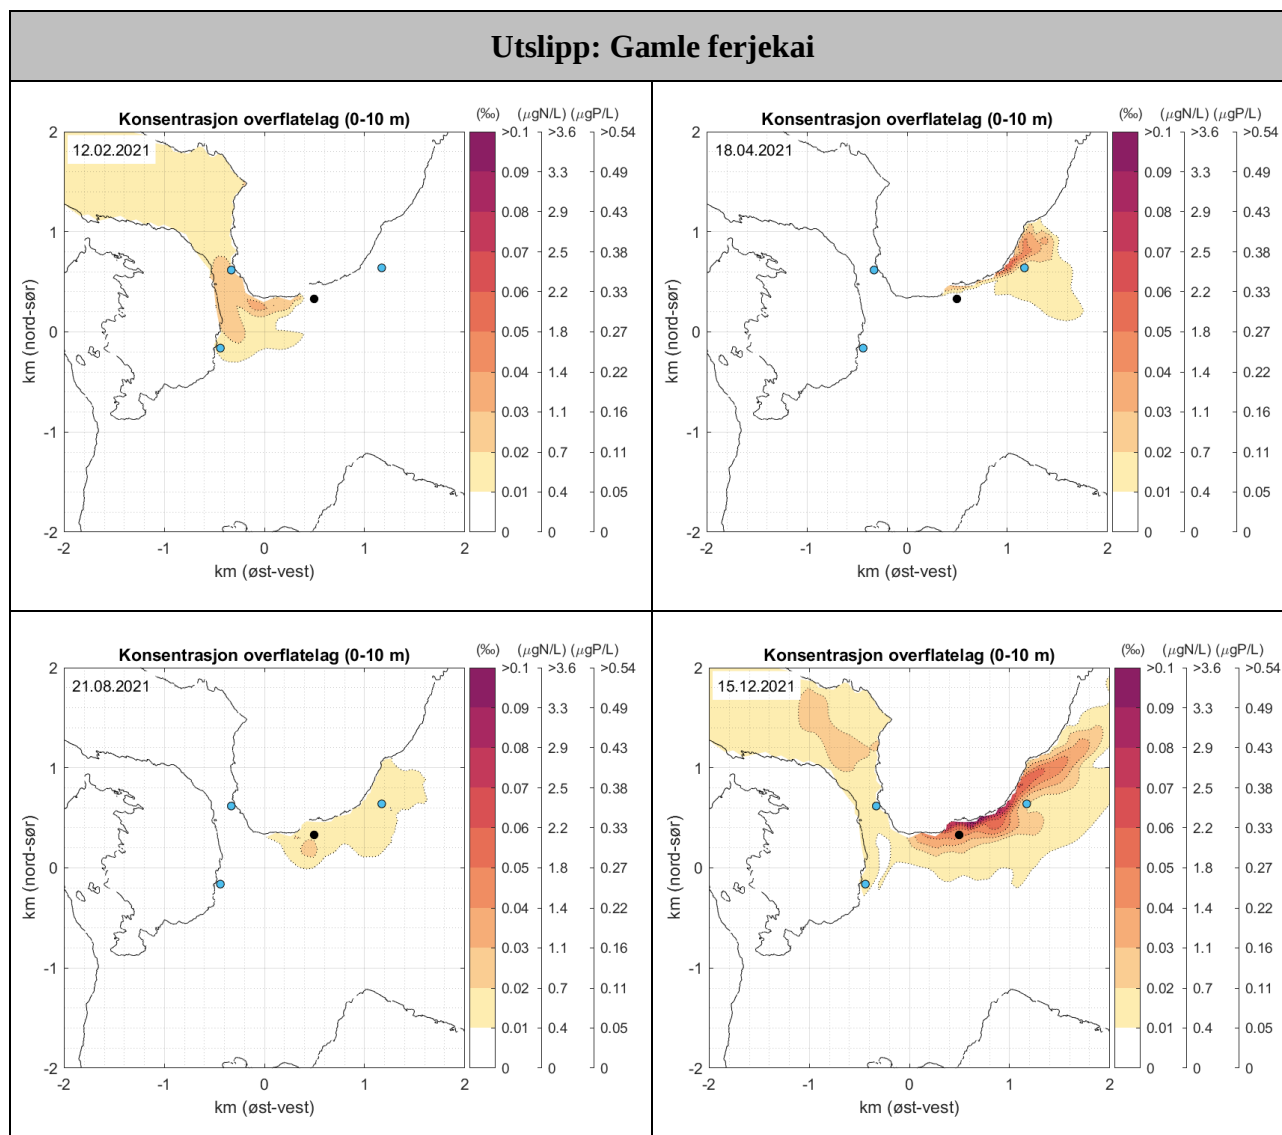 Utslipp: Gamle ferjekai
(‰) (μgN/L) (μgP/L)
Konsentrasjon overflatelag (0-10 m)
12.02.2021
2
1
0
-1
-2
km (nord-sør)
-2 -1 0 1 2
km (øst-vest)
>0.1 >3.6 >0.54
0.09 3.3 0.49
0.08 2.9 0.43
0.07 2.5 0.38
0.06 2.2 0.33
0.05 1.8 0.27
0.04 1.4 0.22
0.03 1.1 0.16
0.02 0.7 0.11
0.01 0.4 0.05
0 0 0
(‰) (μgN/L) (μgP/L)
Konsentrasjon overflatelag (0-10 m)
18.04.2021
2
1
0
-1
-2
km (nord-sør)
-2 -1 0 1 2
km (øst-vest)
>0.1 >3.6 >0.54
0.09 3.3 0.49
0.08 2.9 0.43
0.07 2.5 0.38
0.06 2.2 0.33
0.05 1.8 0.27
0.04 1.4 0.22
0.03 1.1 0.16
0.02 0.7 0.11
0.01 0.4 0.05
0 0 0
(‰) (μgN/L) (μgP/L)
Konsentrasjon overflatelag (0-10 m)
21.08.2021
2
1
0
-1
-2
km (nord-sør)
-2 -1 0 1 2
km (øst-vest)
>0.1 >3.6 >0.54
0.09 3.3 0.49
0.08 2.9 0.43
0.07 2.5 0.38
0.06 2.2 0.33
0.05 1.8 0.27
0.04 1.4 0.22
0.03 1.1 0.16
0.02 0.7 0.11
0.01 0.4 0.05
0 0 0
(‰) (μgN/L) (μgP/L)
Konsentrasjon overflatelag (0-10 m)
15.12.2021
2
1
0
-1
-2
km (nord-sør)
-2 -1 0 1 2
km (øst-vest)
>0.1 >3.6 >0.54
0.09 3.3 0.49
0.08 2.9 0.43
0.07 2.5 0.38
0.06 2.2 0.33
0.05 1.8 0.27
0.04 1.4 0.22
0.03 1.1 0.16
0.02 0.7 0.11
0.01 0.4 0.05
0 0 0